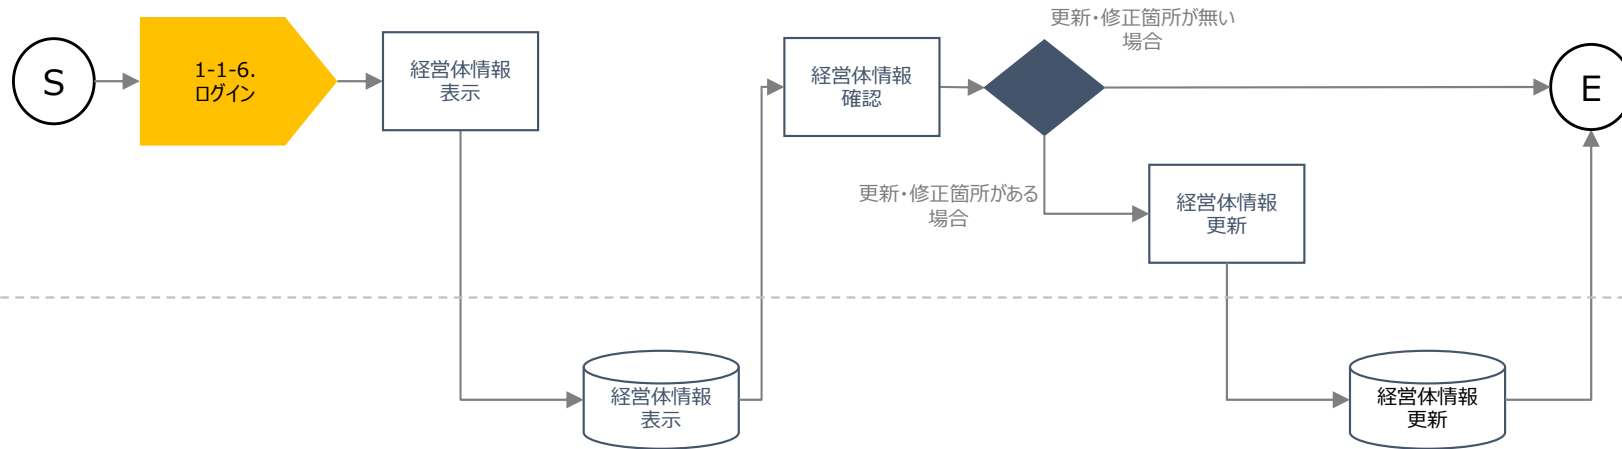 S
1-1-6.
ログイン
経営体情報
表示
経営体情報
表示
経営体情報
確認
更新・修正箇所が無い
場合
更新・修正箇所がある
場合
経営体情報
更新
経営体情報
更新
E